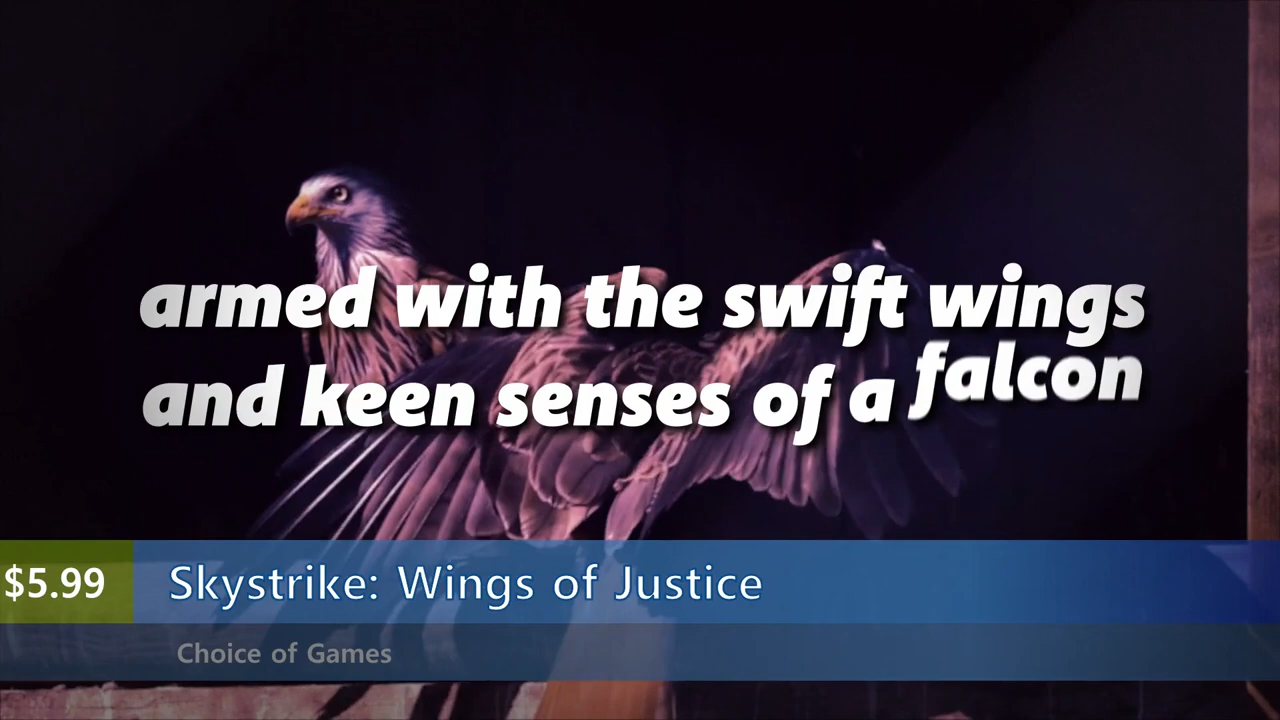 armed with the swift wings
and keen senses of a falcon
$5.99
Skystrike: Wings of Justice
Choice of Games